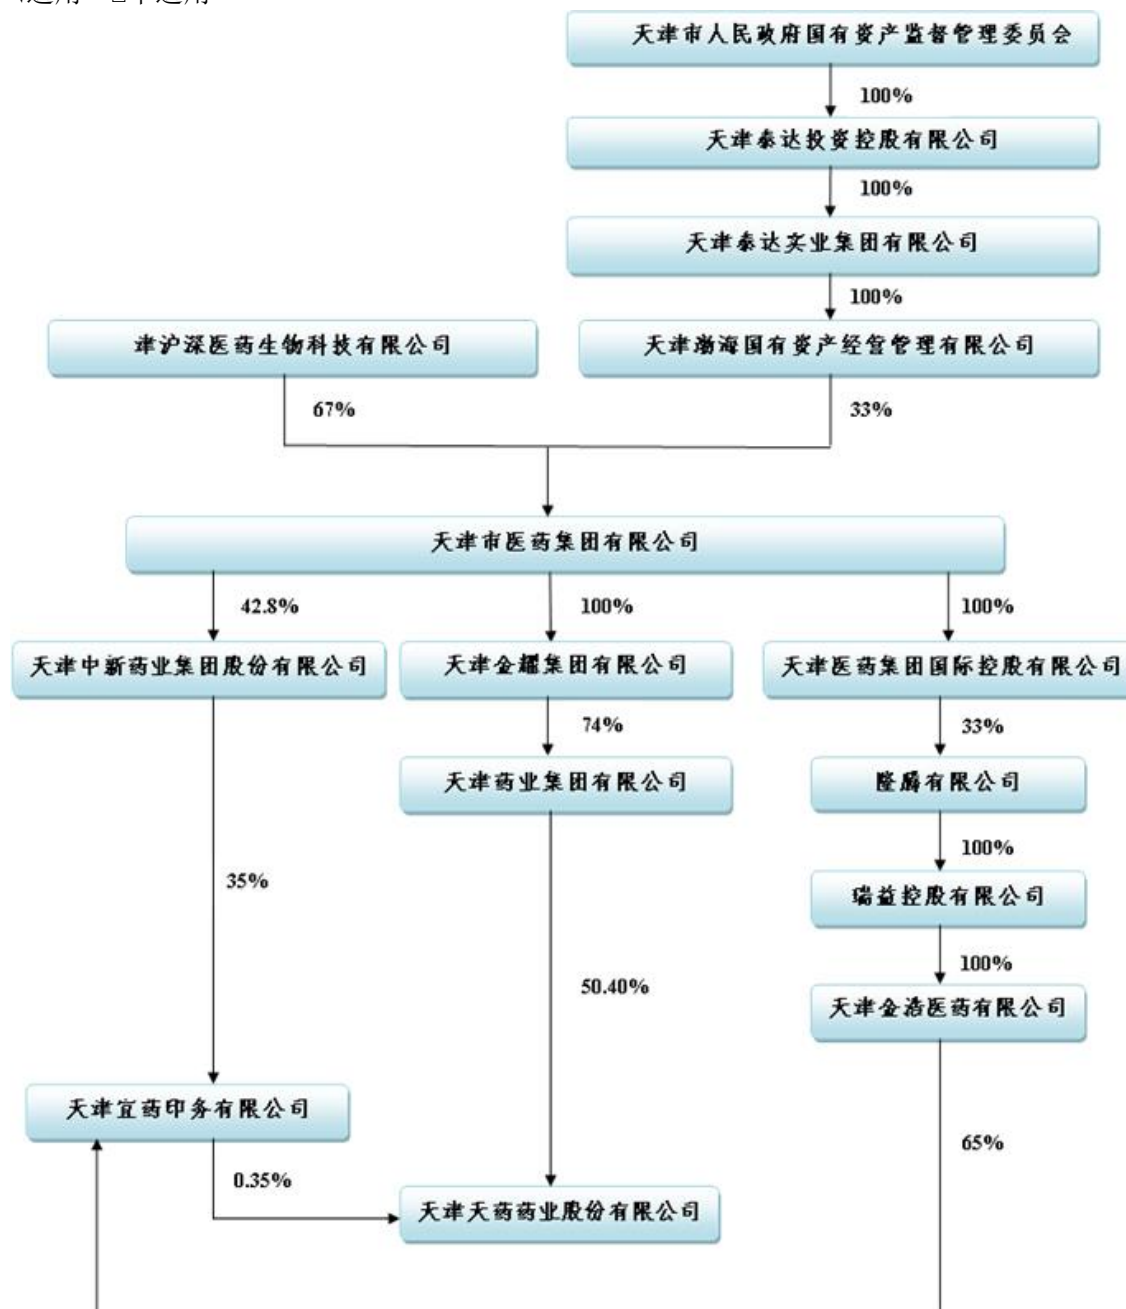 天津市人民政府国有资产监督管理委员会
100%
天津泰达投资控股有限公司
100%
天津泰达实业集团有限公司
100%
津沪深医药生物科技有限公司
天津渤海国有资产经营管理有限公司
67%
33%
天津市医药集团有限公司
42.8%
100%
100%
天津中新药业集团股份有限公司
天津金耀集团有限公司
天津医药集团国际控股有限公司
74%
33%
天津药业集团有限公司
隆腾有限公司
100%
35%
瑞益控股有限公司
100%
50.40%
天津金浩医药有限公司
天津宜药印务有限公司
65%
0.35%
天津天药药业股份有限公司